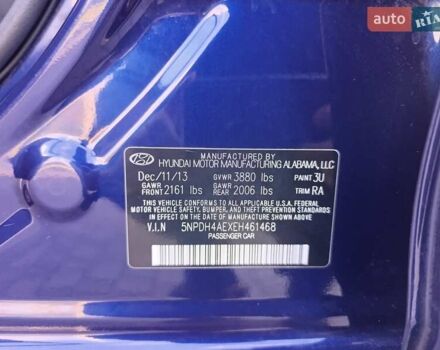 auto RIA
MANUFACTURED BY
HYUNDAI MOTOR MANUFACTURING ALABAMA, LLC
Dec/11/13 GVWR 3880 lbs PAINT 3U
GAWR FRONT 2161 lbs GAWR REAR 2006 lbs TRIM RA
THIS VEHICLE CONFORMS TO ALL APPLICABLE U.S.A. FEDERAL
MOTOR VEHICLE SAFETY, BUMPER, AND THEFT PREVENTION
STANDARDS IN EFFECT ON THE DATE OF MANUFACTURE SHOWN ABOVE.
V.I.N 5NPDH4AEXEH461468
PASSENGER CAR